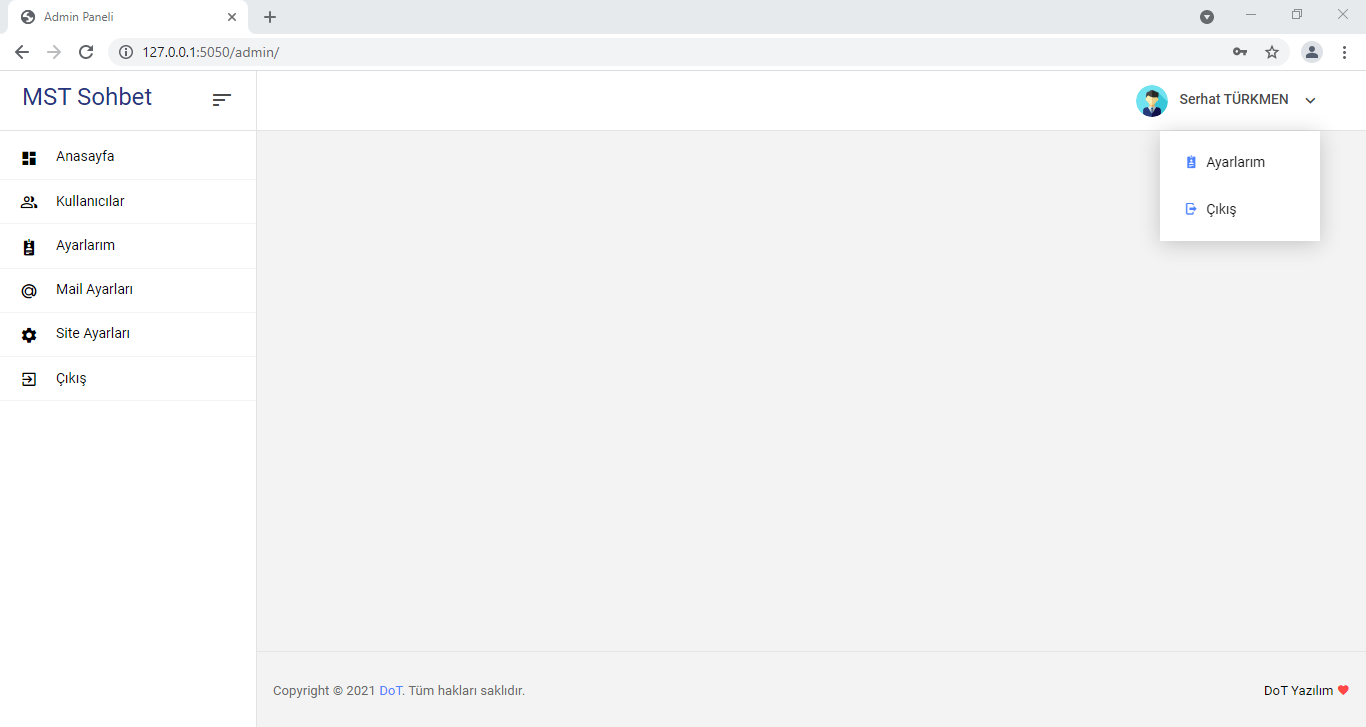 Admin Paneli
127.0.0.1:5050/admin/
MST Sohbet
Serhat TÜRKMEN
Anasayfa
Kullanıcılar
Ayarlarım
Mail Ayarları
Site Ayarları
Çıkış
Ayarlarım
Çıkış
Copyright © 2021 DoT. Tüm hakları saklıdır.
DoT Yazılım